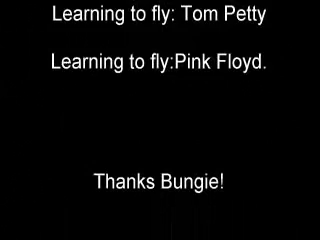 Learning to fly: Tom Petty
Learning to fly:Pink Floyd.
Thanks Bungie!